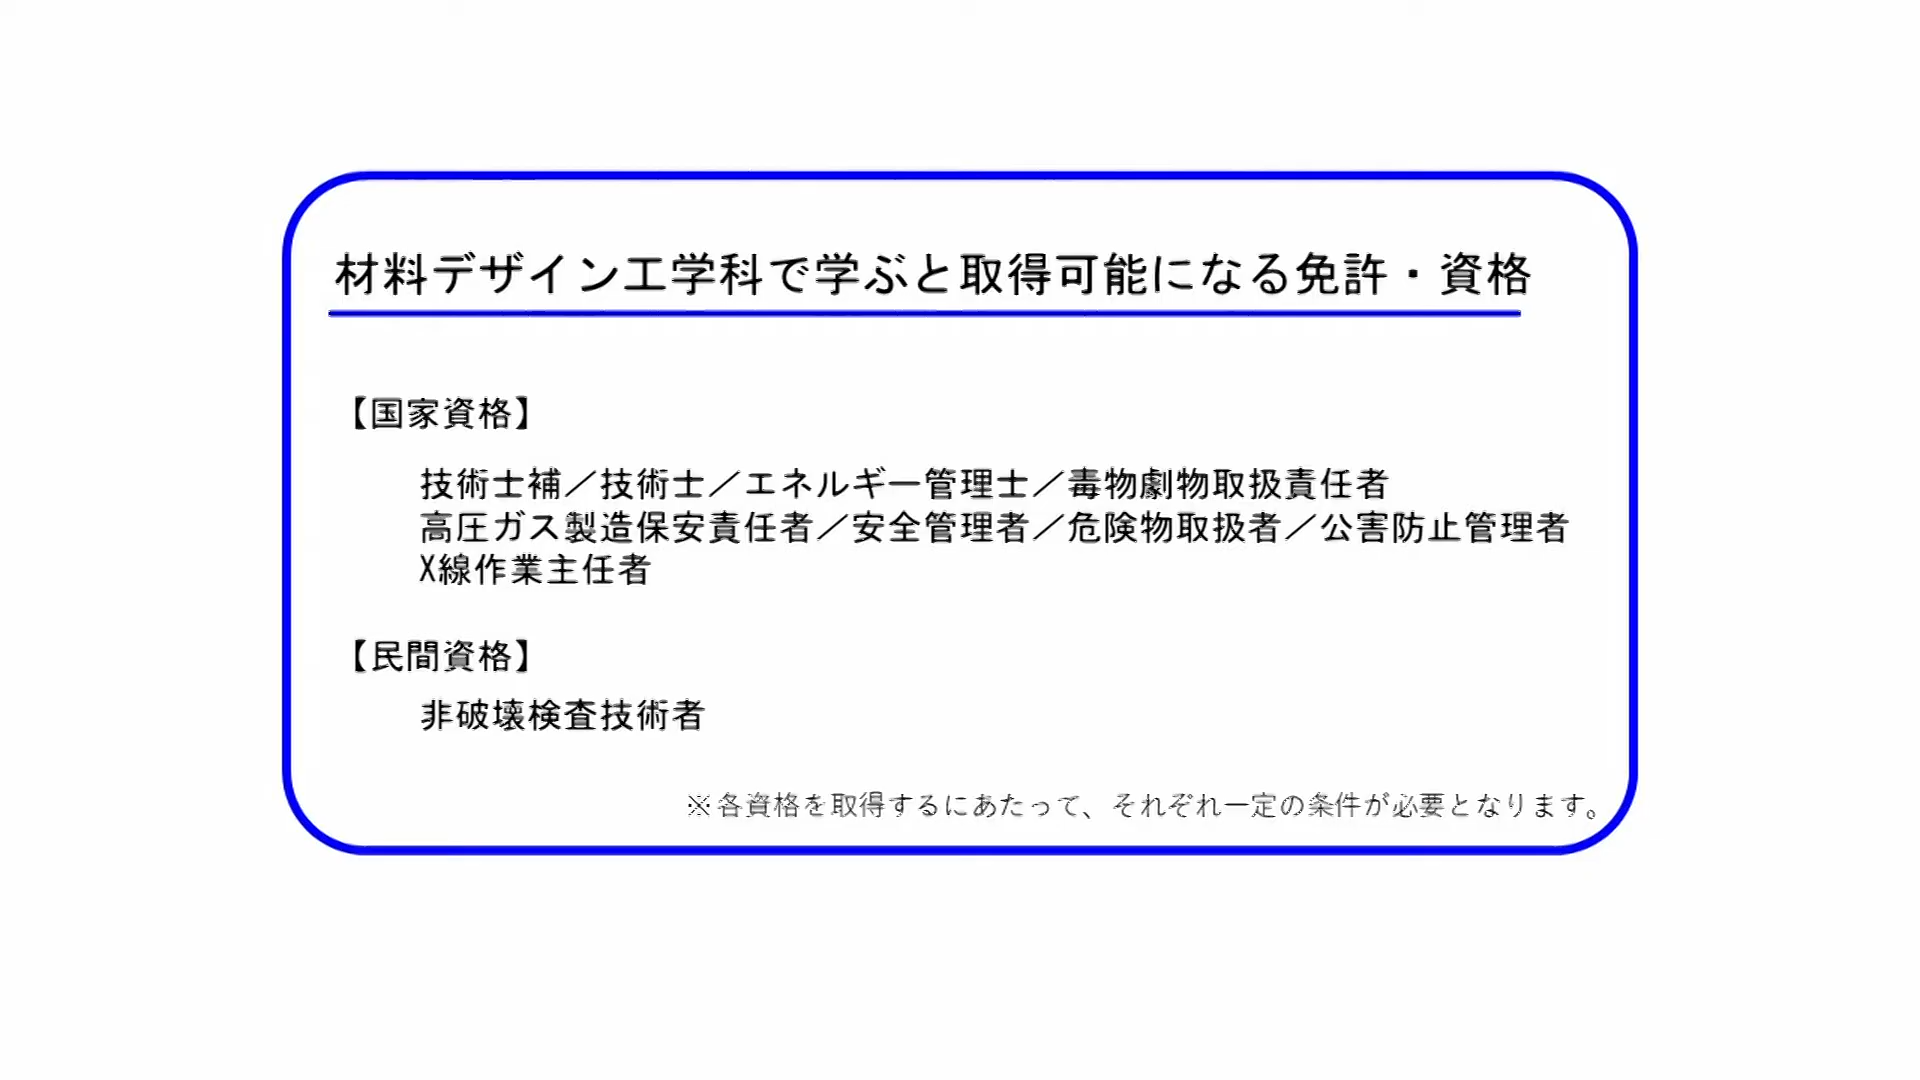 材料デザイン工学科で学ぶと取得可能になる免許・資格
【国家資格】
技術士補／技術士／エネルギー管理士／毒物劇物取扱責任者
高圧ガス製造保安責任者／安全管理者／危険物取扱者／公害防止管理者
X線作業主任者
【民間資格】
非破壊検査技術者
※各資格を取得するにあたって、それぞれ一定の条件が必要となります。